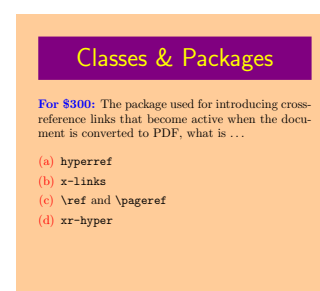 Classes & Packages
For $300: The package used for introducing cross-
reference links that become active when the docu-
ment is converted to PDF, what is ...
(a) hyperref
(b) x-links
(c) \ref and \pageref
(d) xr-hyper